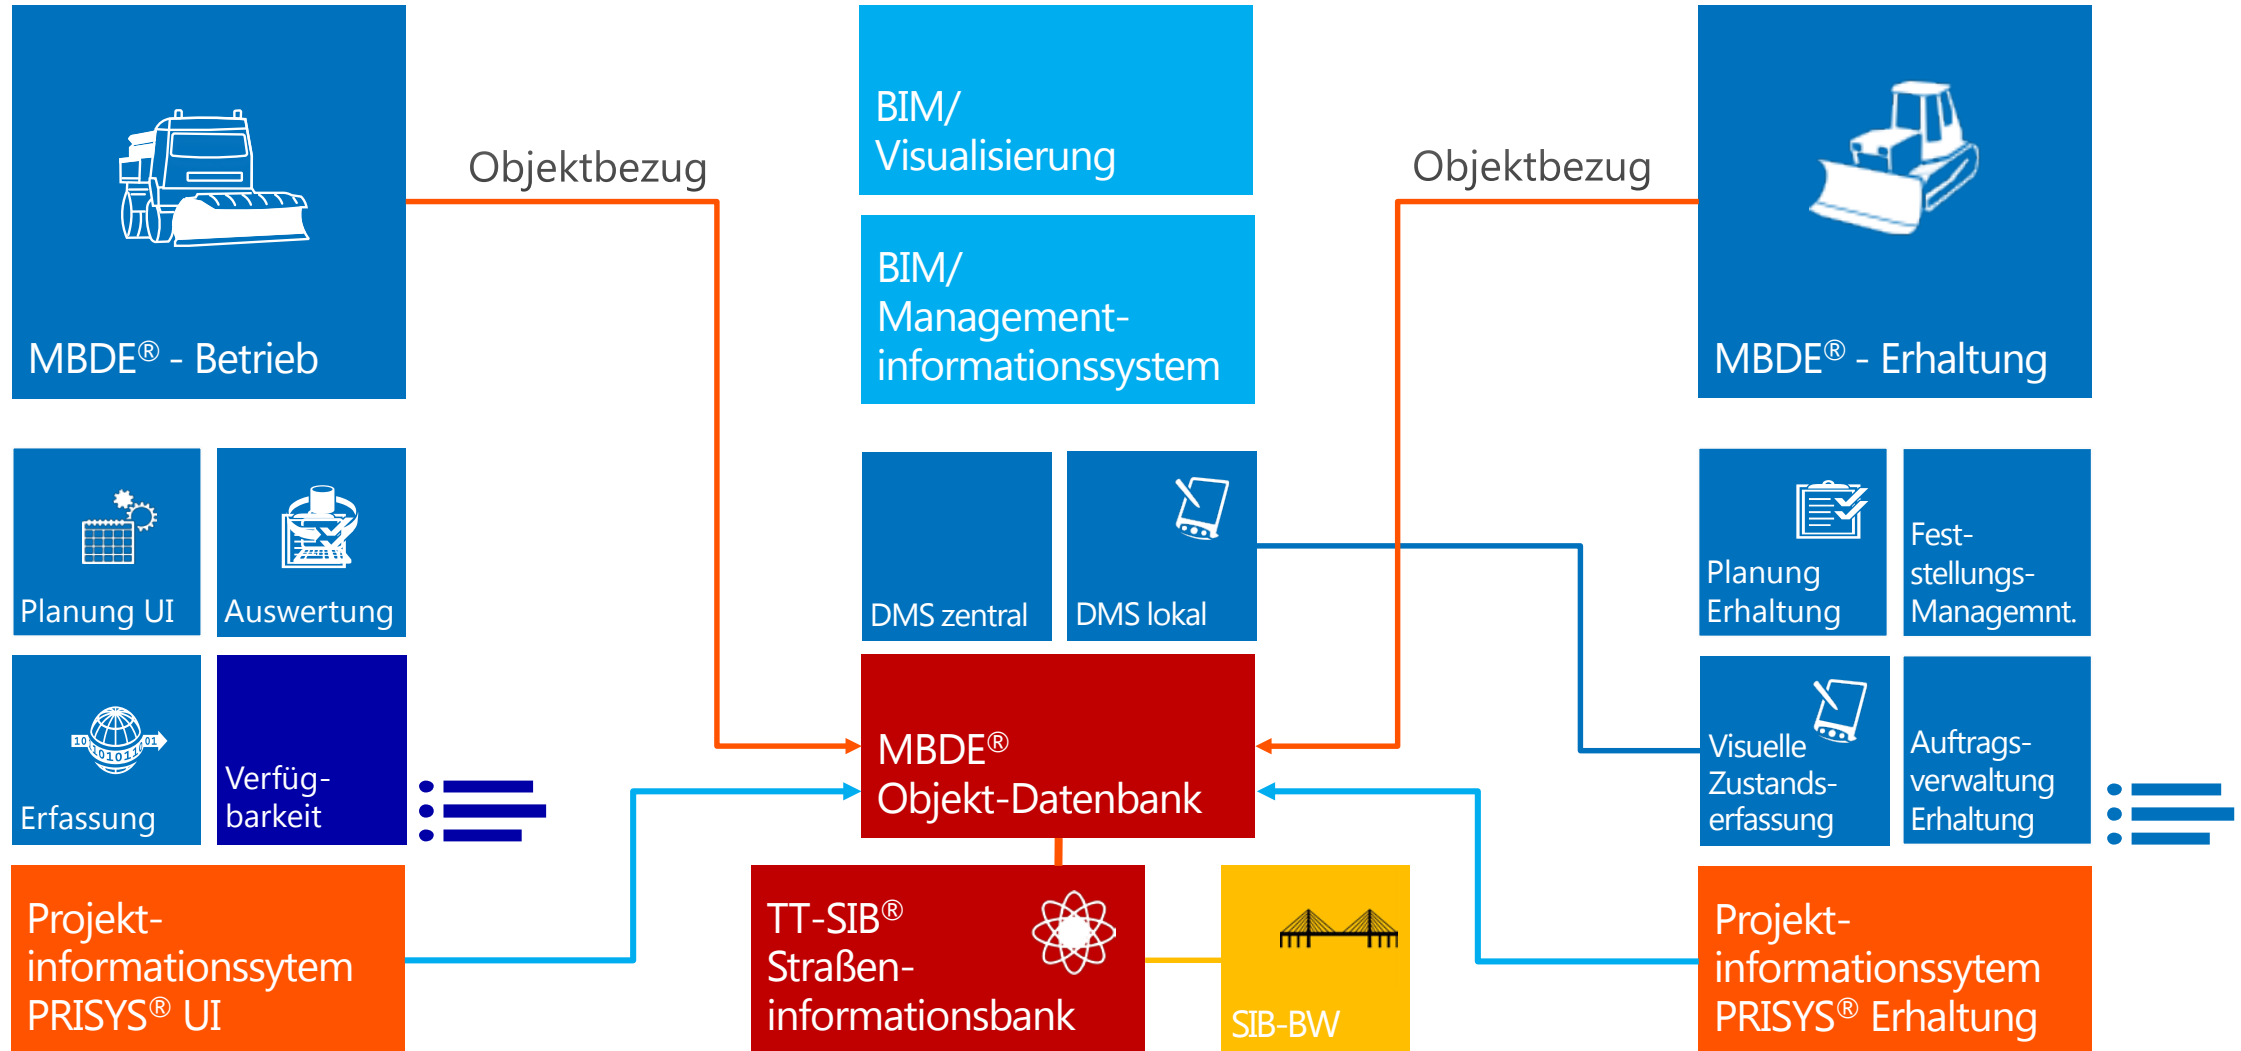 MBDE® - Betrieb
Objektbezug
BIM/
Visualisierung
BIM/
Management-
informationssystem
Objektbezug
MBDE® - Erhaltung
Planung UI
Auswertung
Erfassung
Verfüg-
barkeit
DMS zentral
DMS lokal
Planung
Erhaltung
Fest-
stellungs-
Managemnt.
Visuelle
Zustands-
erfassung
Auftrags-
verwaltung
Erhaltung
MBDE®
Objekt-Datenbank
Projekt-
informationssytem
PRISYS® UI
TT-SIB®
Straßen-
informationsbank
SIB-BW
Projekt-
informationssytem
PRISYS® Erhaltung